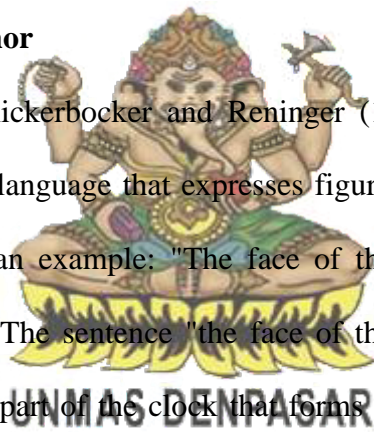 nor
nickerbocker and Reninger (
language that expresses figur
an example: "The face of th
The sentence "the face of th
UNMAS DENPASAR
part of the clock that forms